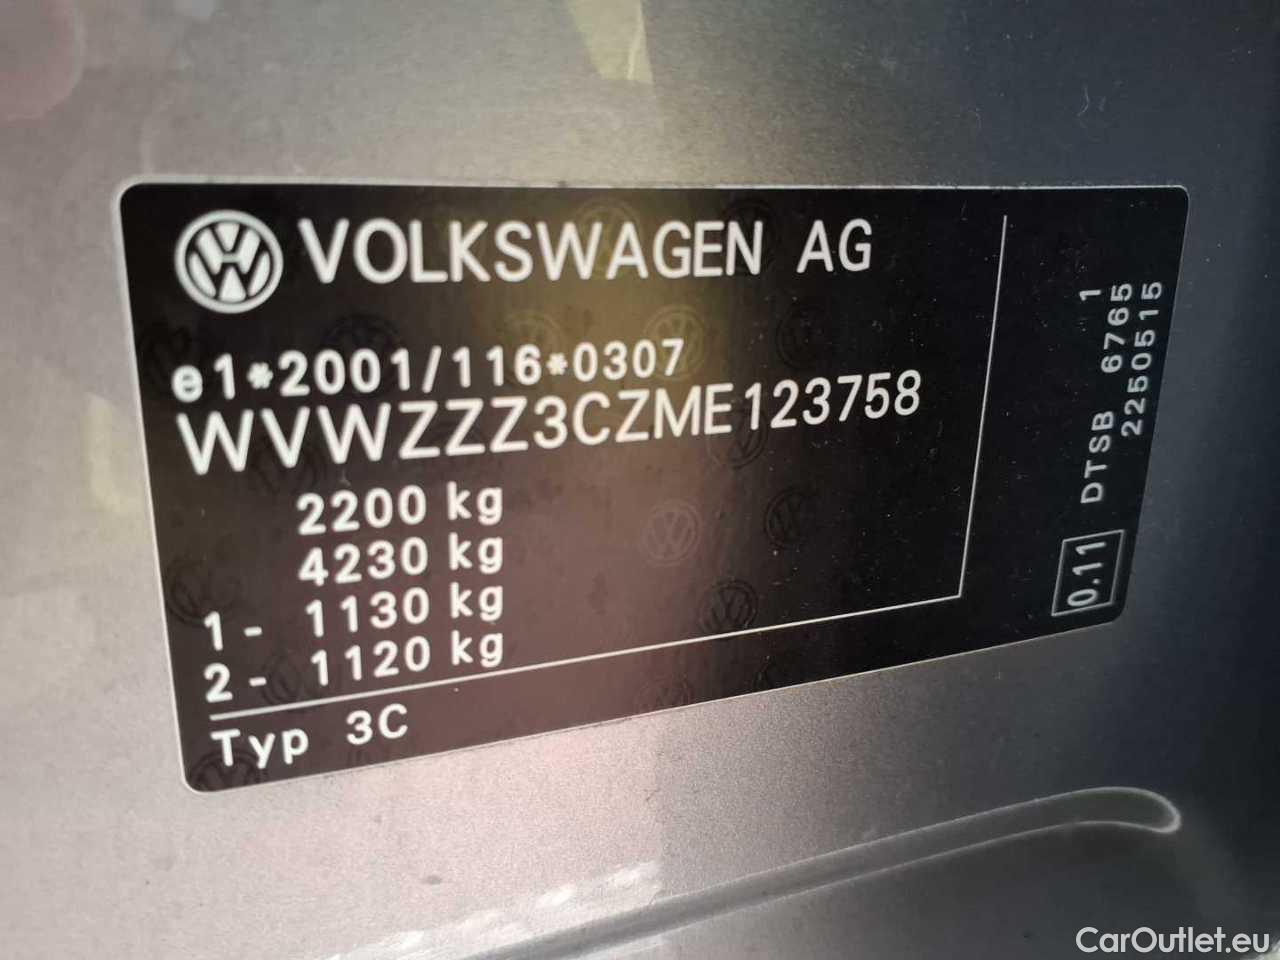 VOLKSWAGEN AG
e1*2001/116*0307
WVWZZZ3CZME123758
2200 kg
4230 kg
1- 1130 kg
2- 1120 kg
Typ 3C
DTSB 6765 1
2250515
0.11
CarOutlet.eu